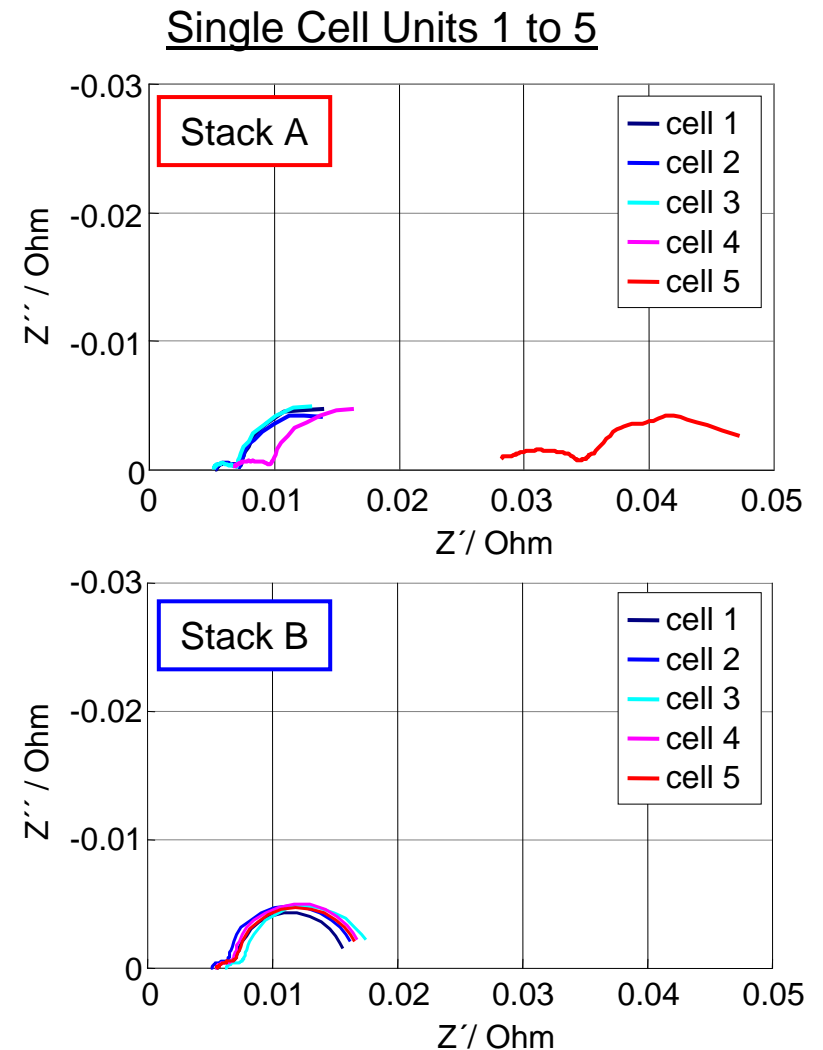 Single Cell Units 1 to 5
-0.03
Stack A
cell 1
cell 2
cell 3
cell 4
cell 5
-0.02
-0.01
0
Z´´ / Ohm
0 0.01 0.02 0.03 0.04 0.05
Z´/ Ohm
-0.03
Stack B
cell 1
cell 2
cell 3
cell 4
cell 5
-0.02
-0.01
0
Z´´ / Ohm
0 0.01 0.02 0.03 0.04 0.05
Z´/ Ohm